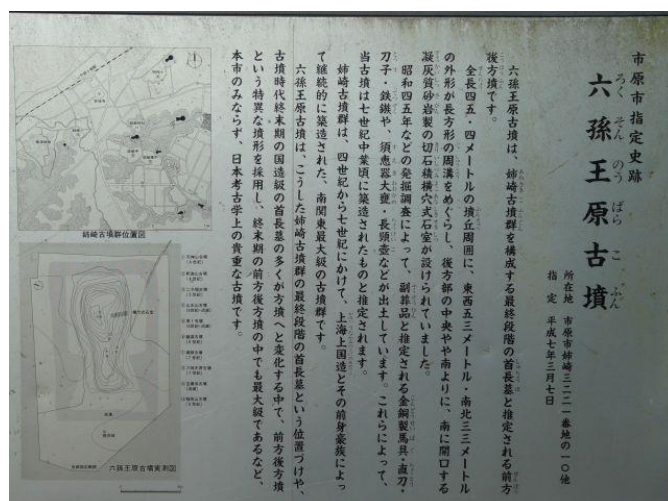 市原市指定史跡
六孫王原古墳
ろくそんのうばらこふん
所在地 市原市姉崎三二二一番地の一〇他
指定 平成七年三月七日
六孫王原古墳は、姉崎古墳群を構成する最終段階の首長墓と推定される前方
後方墳です。
全長四五・四メートルの墳丘周囲に、東西五三メートル・南北三三メートル
の外形が長方形の周溝をめぐらし、後方部の中央やや南よりに、南に開口する
凝灰質砂岩製の切石積横穴式石室が設けられていました。
昭和四五年などの発掘調査によって、副葬品と推定される金銅製馬具・直刀・
刀子・鉄鏃や、須恵器大甕・長頸壺などが出土しています。これらによって、
当古墳は七世紀中葉頃に築造されたものと推定されます。
姉崎古墳群は、四世紀から七世紀にかけて、上海上国造とその前身豪族によっ
て継続的に築造された、南関東最大級の古墳群です。
六孫王原古墳は、こうした姉崎古墳群の最終段階の首長墓という位置づけや、
古墳時代終末期の国造級の首長墓の多くが方墳へと変化する中で、前方後方墳
という特異な墳形を採用し、終末期の前方後方墳の中でも最大級であるなど、
本市のみならず、日本考古学上の貴重な古墳です。
姉崎古墳群位置図
六孫王原古墳実測図